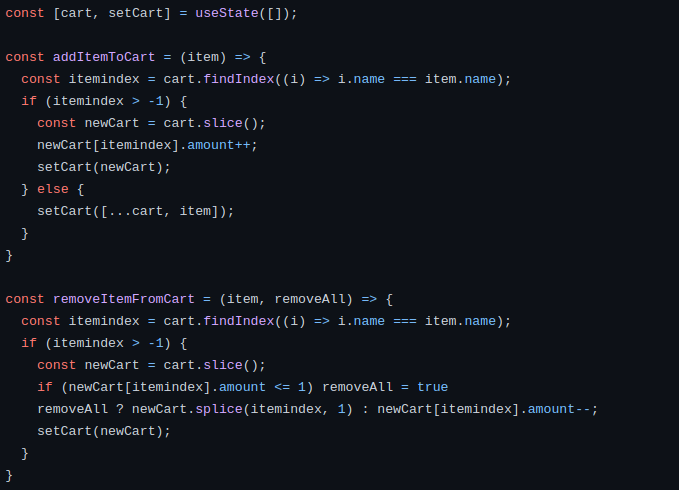 const [cart, setCart] = useState([]);

const addItemToCart = (item) => {
  const itemindex = cart.findIndex((i) => i.name === item.name);
  if (itemindex > -1) {
    const newCart = cart.slice();
    newCart[itemindex].amount++;
    setCart(newCart);
  } else {
    setCart([...cart, item]);
  }
}

const removeItemFromCart = (item, removeAll) => {
  const itemindex = cart.findIndex((i) => i.name === item.name);
  if (itemindex > -1) {
    const newCart = cart.slice();
    if (newCart[itemindex].amount <= 1) removeAll = true
    removeAll ? newCart.splice(itemindex, 1) : newCart[itemindex].amount--;
    setCart(newCart);
  }
}